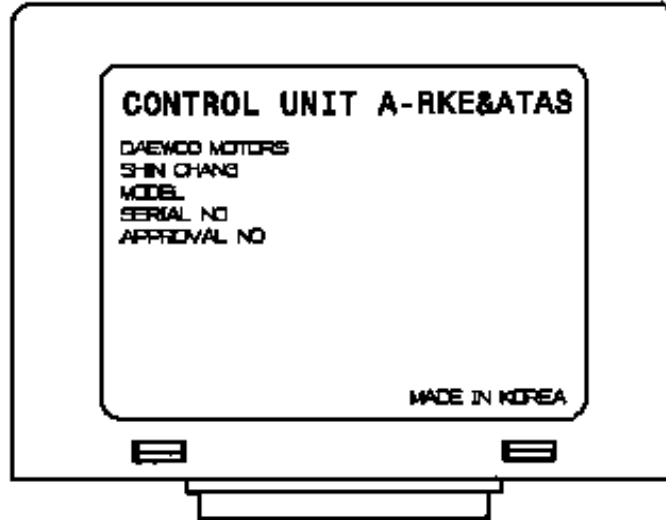 CONTROL UNIT A-RKE&ATAS
DAEWOO MOTORS
SHIN CHANG
MODEL
SERIAL NO
APPROVAL NO
MADE IN KOREA